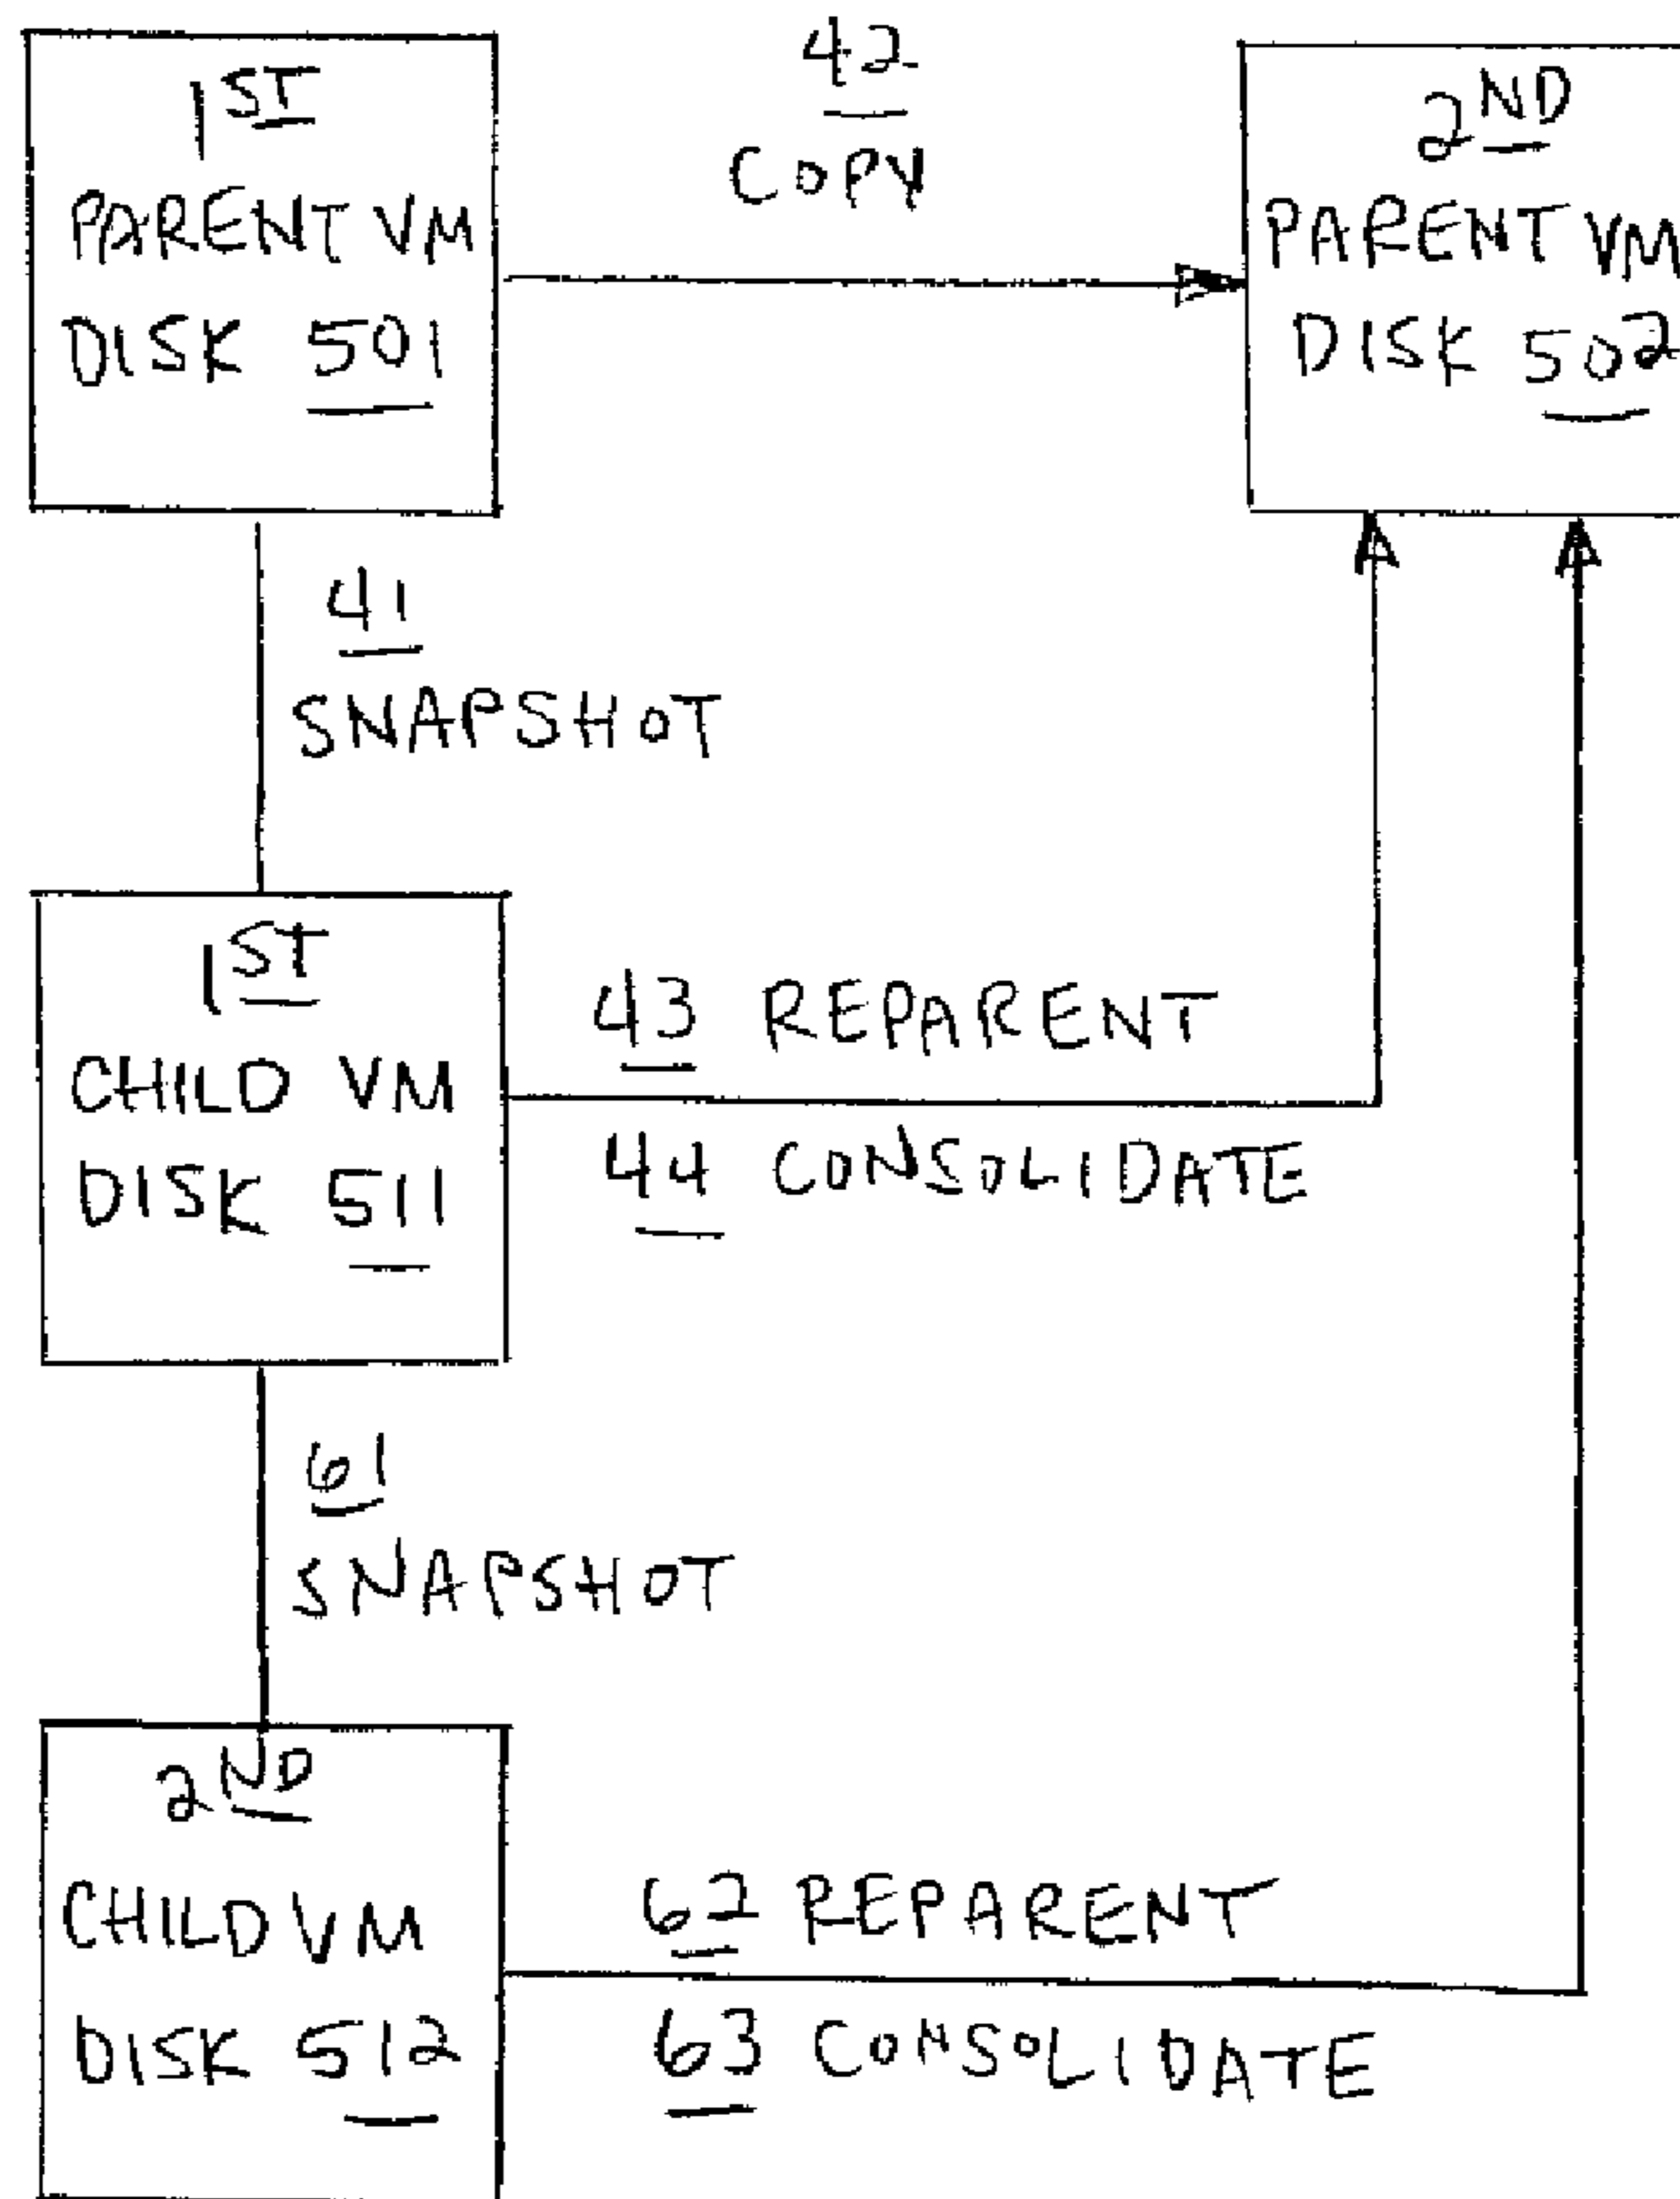 1ST
PARENT VM
DISK 501
42
COPY
2ND
PARENT VM
DISK 502
41
SNAPSHOT
1ST
CHILD VM
DISK 511
43 REPARENT
44 CONSOLIDATE
61
SNAPSHOT
2ND
CHILD VM
DISK 512
62 REPARENT
63 CONSOLIDATE